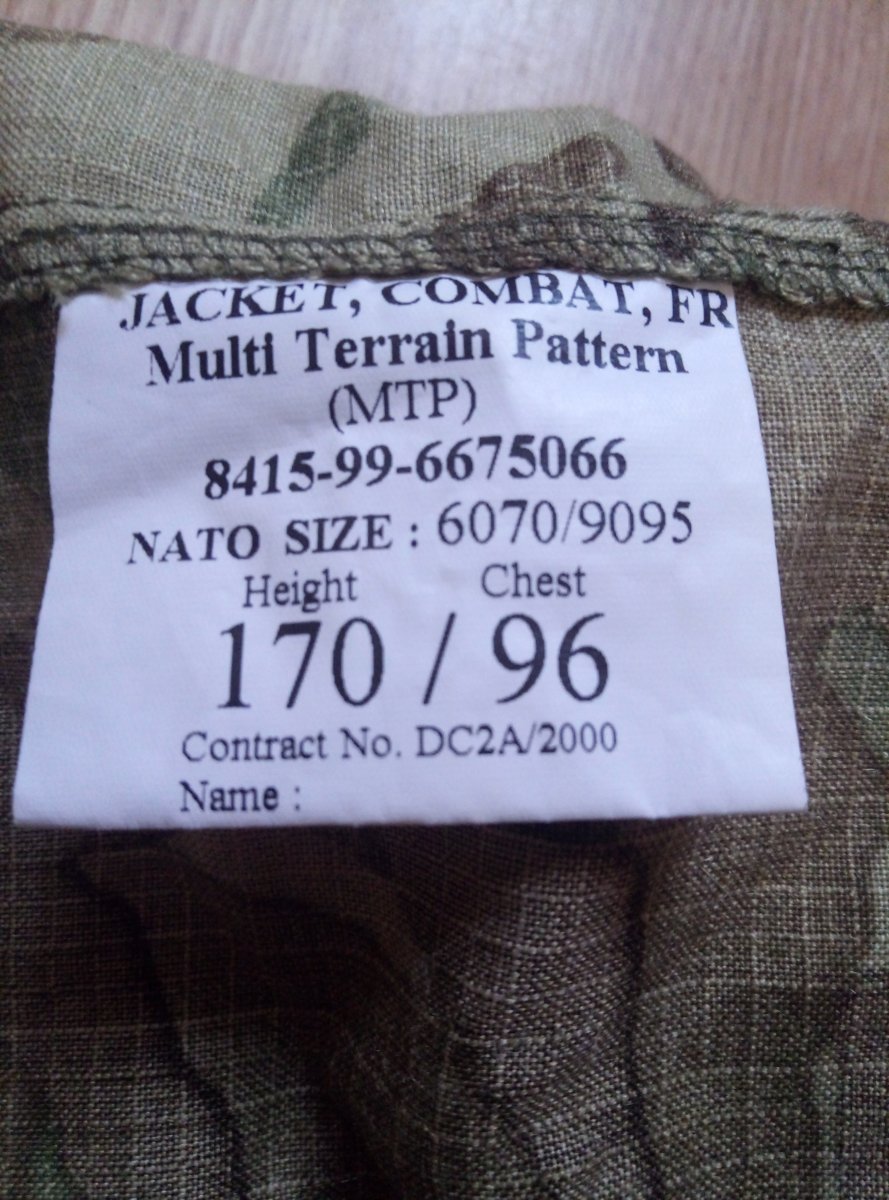 JACKET, COMBAT, FR
Multi Terrain Pattern
(MTP)
8415-99-6675066
NATO SIZE : 6070/9095
Height Chest
170 / 96
Contract No. DC2A/2000
Name :